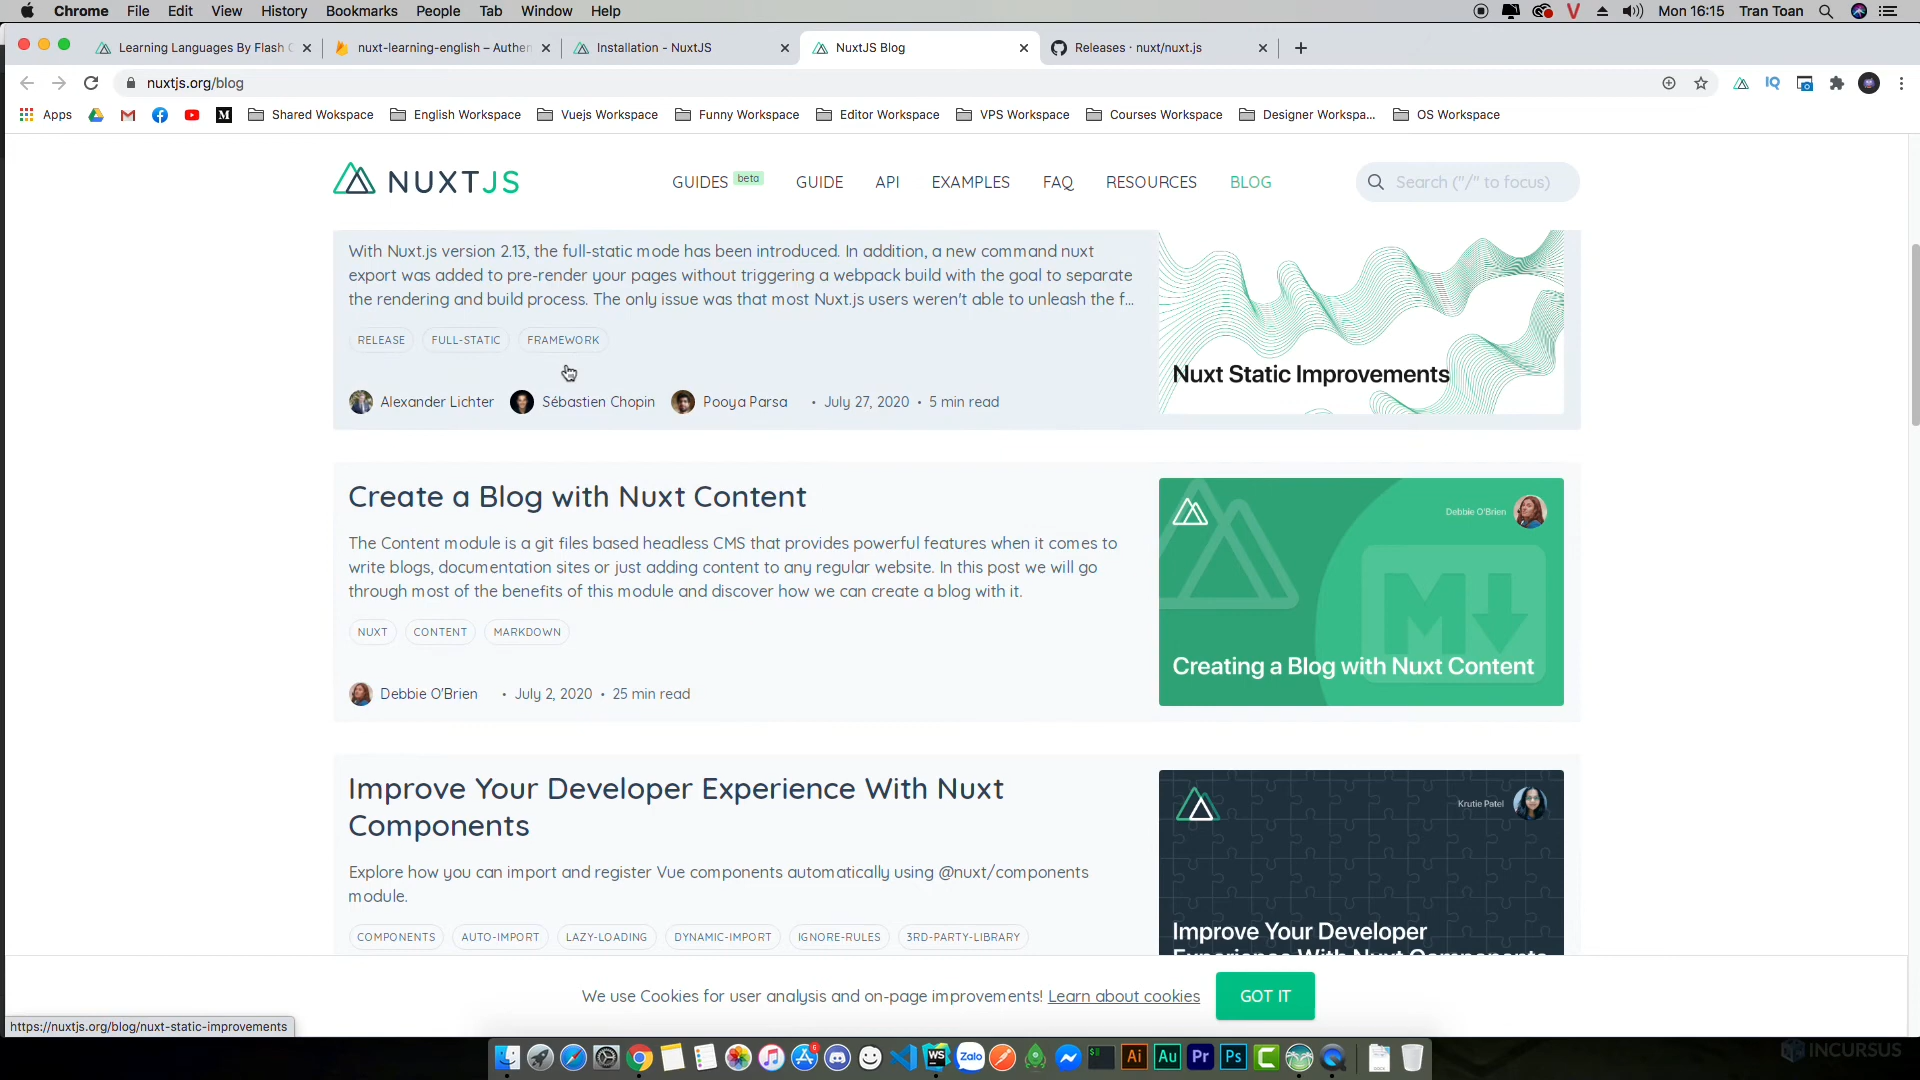 Chrome File Edit View History Bookmarks People Tab Window Help
Mon 16:15 Tran Toan
Learning Languages By Flash C
nuxt-learning-english – Authen
Installation - NuxtJS
NuxtJS Blog
Releases · nuxt/nuxt.js
nuxtjs.org/blog
Apps
Shared Wokspace
English Workspace
Vuejs Workspace
Funny Workspace
Editor Workspace
VPS Workspace
Courses Workspace
Designer Workspa...
OS Workspace
NUXTJS
GUIDES beta GUIDE API EXAMPLES FAQ RESOURCES BLOG
Search ("/" to focus)
With Nuxt.js version 2.13, the full-static mode has been introduced. In addition, a new command nuxt
export was added to pre-render your pages without triggering a webpack build with the goal to separate
the rendering and build process. The only issue was that most Nuxt.js users weren't able to unleash the f...
RELEASE FULL-STATIC FRAMEWORK
Alexander Lichter Sébastien Chopin Pooya Parsa • July 27, 2020 • 5 min read
Nuxt Static Improvements
Create a Blog with Nuxt Content
The Content module is a git files based headless CMS that provides powerful features when it comes to
write blogs, documentation sites or just adding content to any regular website. In this post we will go
through most of the benefits of this module and discover how we can create a blog with it.
NUXT CONTENT MARKDOWN
Debbie O'Brien • July 2, 2020 • 25 min read
Debbie O'Brien
Creating a Blog with Nuxt Content
Improve Your Developer Experience With Nuxt
Components
Explore how you can import and register Vue components automatically using @nuxt/components
module.
COMPONENTS AUTO-IMPORT LAZY-LOADING DYNAMIC-IMPORT IGNORE-RULES 3RD-PARTY-LIBRARY
Krutie Patel
Improve Your Developer
Experience With Nuxt Components
We use Cookies for user analysis and on-page improvements! Learn about cookies
GOT IT
https://nuxtjs.org/blog/nuxt-static-improvements
WS
Zalo
Ai
Au
Pr
Ps
INCURSUS